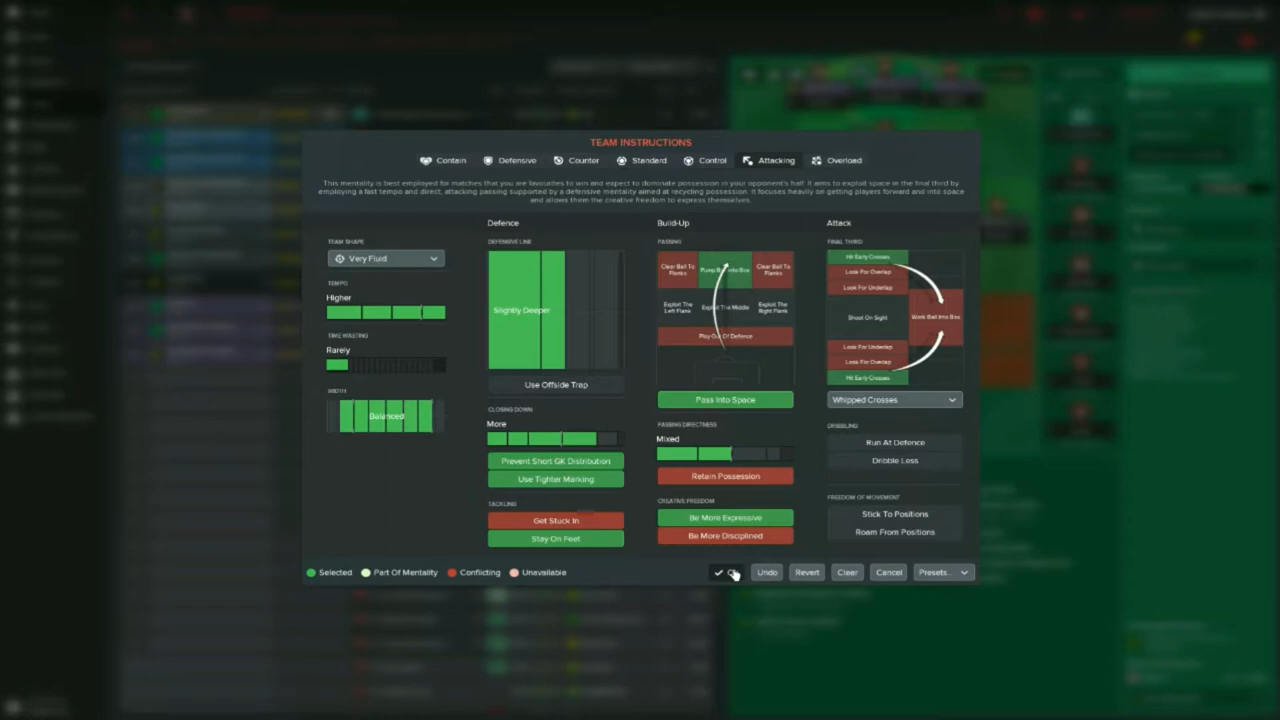 TEAM INSTRUCTIONS
Contain Defensive Counter Standard Control Attacking Overload
This mentality is best employed for matches that you are favourites to win and expect to dominate possession in your opponent's half. It aims to exploit space in the final third by
employing a fast tempo and direct, attacking passing supported by a defensive mentality aimed at recycling possession. It focuses heavily on getting players forward and into space
and allows them the creative freedom to express themselves.
TEAM SHAPE
Very Fluid
TEMPO
Higher
TIME WASTING
Rarely
WIDTH
Balanced
Defence
DEFENSIVE LINE
Slightly Deeper
Use Offside Trap
CLOSING DOWN
More
Prevent Short GK Distribution
Use Tighter Marking
TACKLING
Get Stuck In
Stay On Feet
Build-Up
PASSING
Clear Ball To
Flanks
Pump Ball Into Box
Clear Ball To
Flanks
Exploit The
Left Flank
Exploit The Middle
Exploit The
Right Flank
Play Out Of Defence
Pass Into Space
PASSING DIRECTNESS
Mixed
Retain Possession
CREATIVE FREEDOM
Be More Expressive
Be More Disciplined
Attack
FINAL THIRD
Hit Early Crosses
Look For Overlap
Look For Underlap
Shoot On Sight
Work Ball Into Box
Look For Underlap
Look For Overlap
Hit Early Crosses
Whipped Crosses
DRIBBLING
Run At Defence
Dribble Less
FREEDOM OF MOVEMENT
Stick To Positions
Roam From Positions
Selected Part Of Mentality Conflicting Unavailable
Undo Revert Clear Cancel Presets...